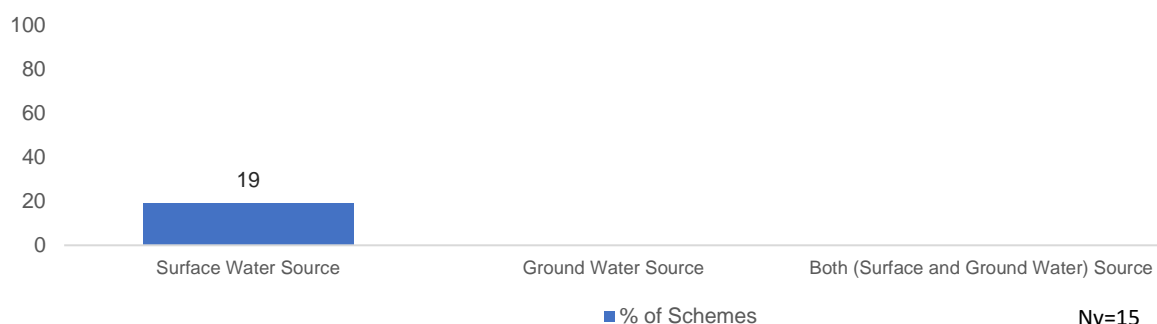 100
80
60
40
20
0
19
Surface Water Source
Ground Water Source
Both (Surface and Ground Water) Source
% of Schemes
Nv=15